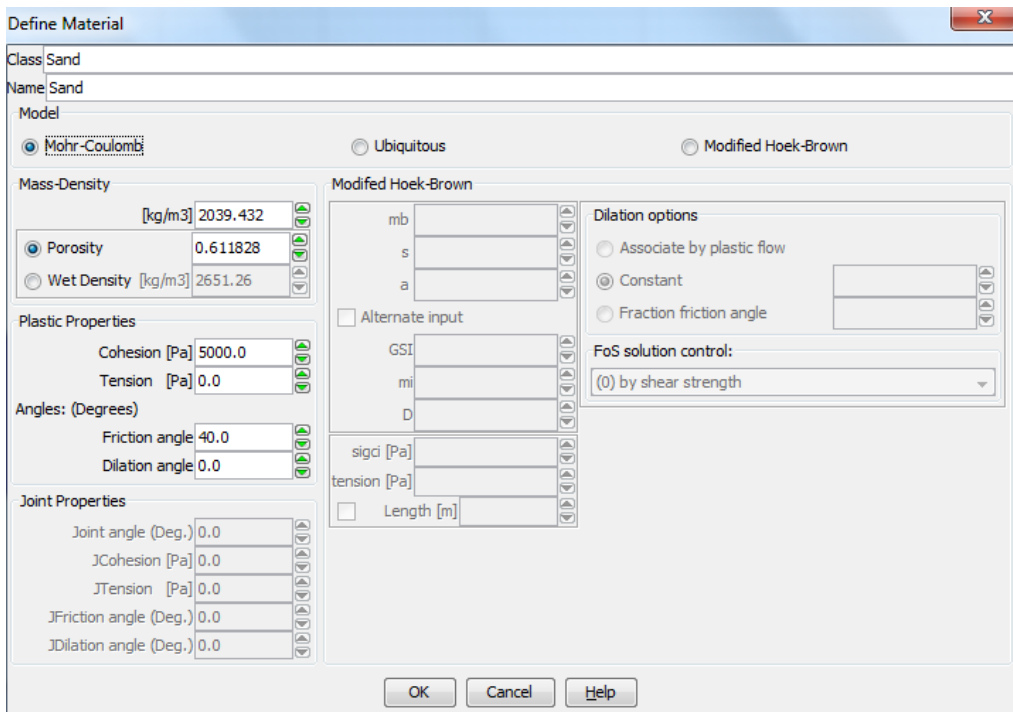 Define Material
Class Sand
Name Sand
Model
Mohr-Coulomb Ubiquitous Modified Hoek-Brown
Mass-Density
[kg/m3] 2039.432
Porosity 0.611828
Wet Density [kg/m3] 2651.26
Plastic Properties
Cohesion [Pa] 5000.0
Tension [Pa] 0.0
Angles: (Degrees)
Friction angle 40.0
Dilation angle 0.0
Joint Properties
Joint angle (Deg.) 0.0
JCohesion [Pa] 0.0
JTension [Pa] 0.0
JFriction angle (Deg.) 0.0
JDilation angle (Deg.) 0.0
Modifed Hoek-Brown
mb
s
a
Alternate input
GSI
mi
D
sigci [Pa]
tension [Pa]
Length [m]
Dilation options
Associate by plastic flow
Constant
Fraction friction angle
FoS solution control:
(0) by shear strength
OK Cancel Help